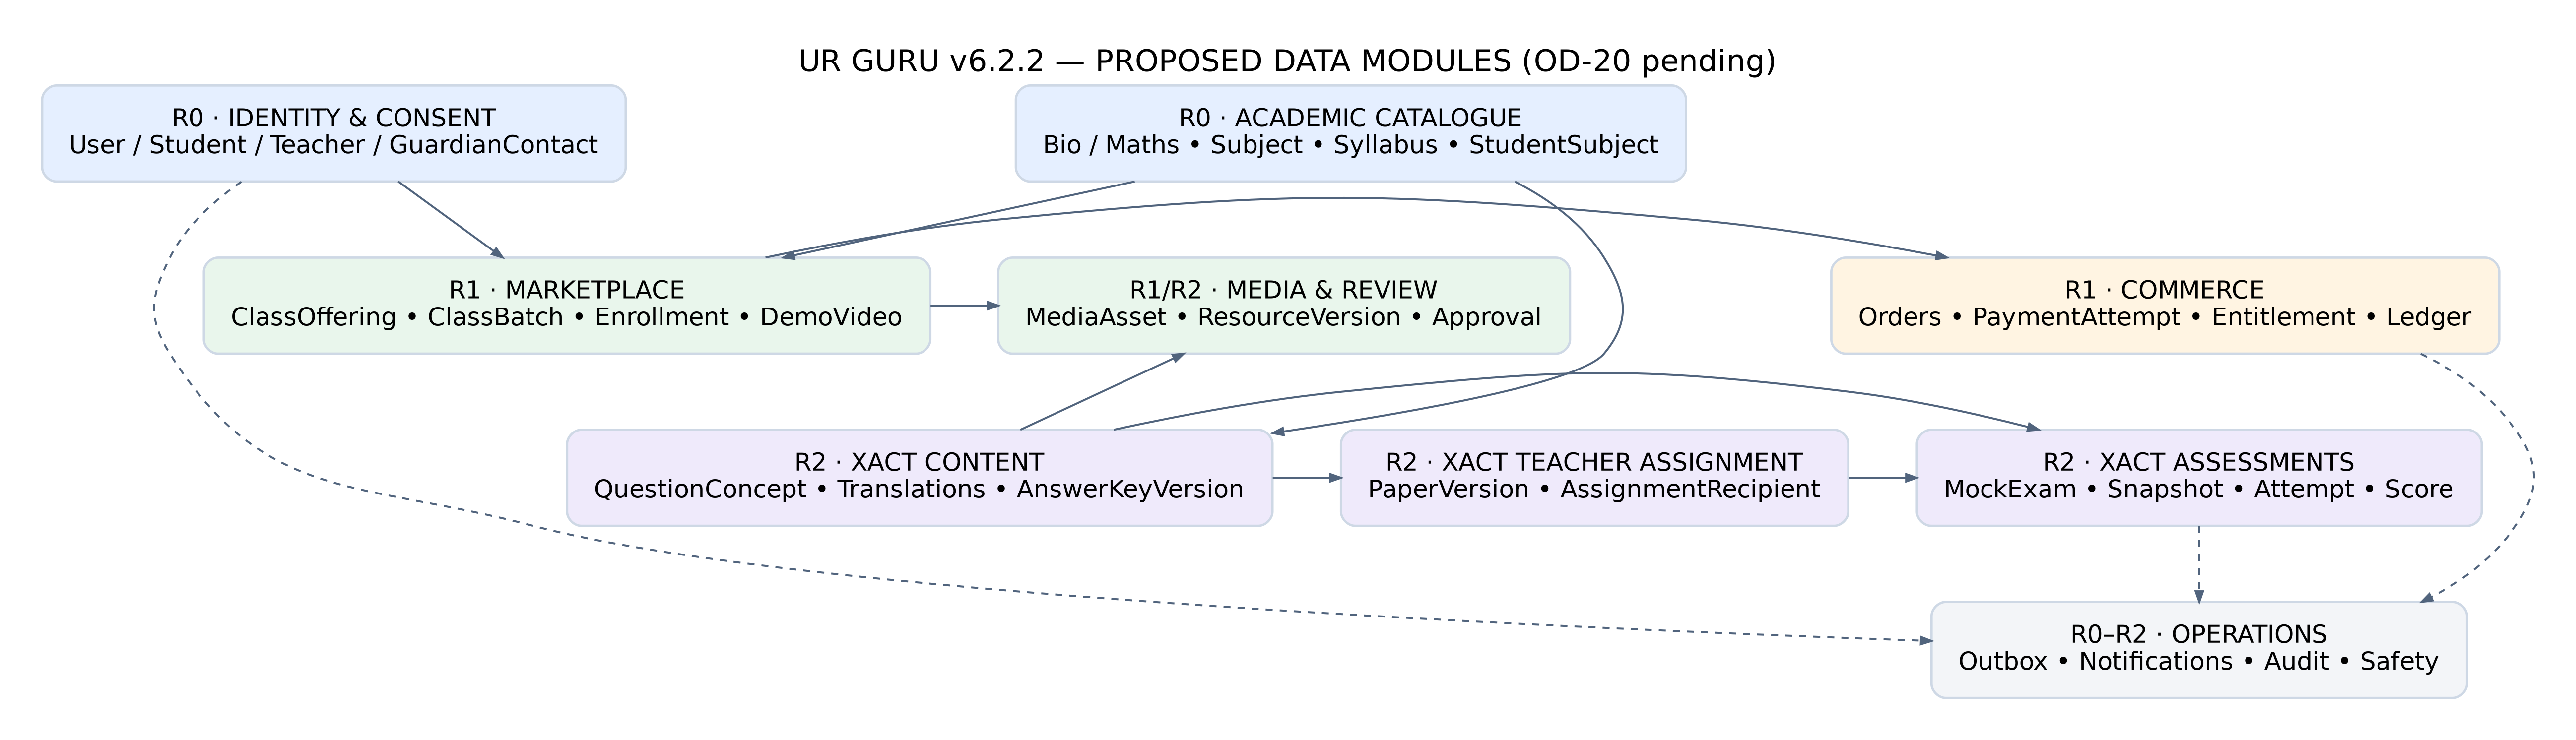 UR GURU v6.2.2 — PROPOSED DATA MODULES (OD-20 pending)
R0 · IDENTITY & CONSENT
User / Student / Teacher / GuardianContact
R0 · ACADEMIC CATALOGUE
Bio / Maths • Subject • Syllabus • StudentSubject
R1 · MARKETPLACE
ClassOffering • ClassBatch • Enrollment • DemoVideo
R1/R2 · MEDIA & REVIEW
MediaAsset • ResourceVersion • Approval
R1 · COMMERCE
Orders • PaymentAttempt • Entitlement • Ledger
R2 · XACT CONTENT
QuestionConcept • Translations • AnswerKeyVersion
R2 · XACT TEACHER ASSIGNMENT
PaperVersion • AssignmentRecipient
R2 · XACT ASSESSMENTS
MockExam • Snapshot • Attempt • Score
R0–R2 · OPERATIONS
Outbox • Notifications • Audit • Safety